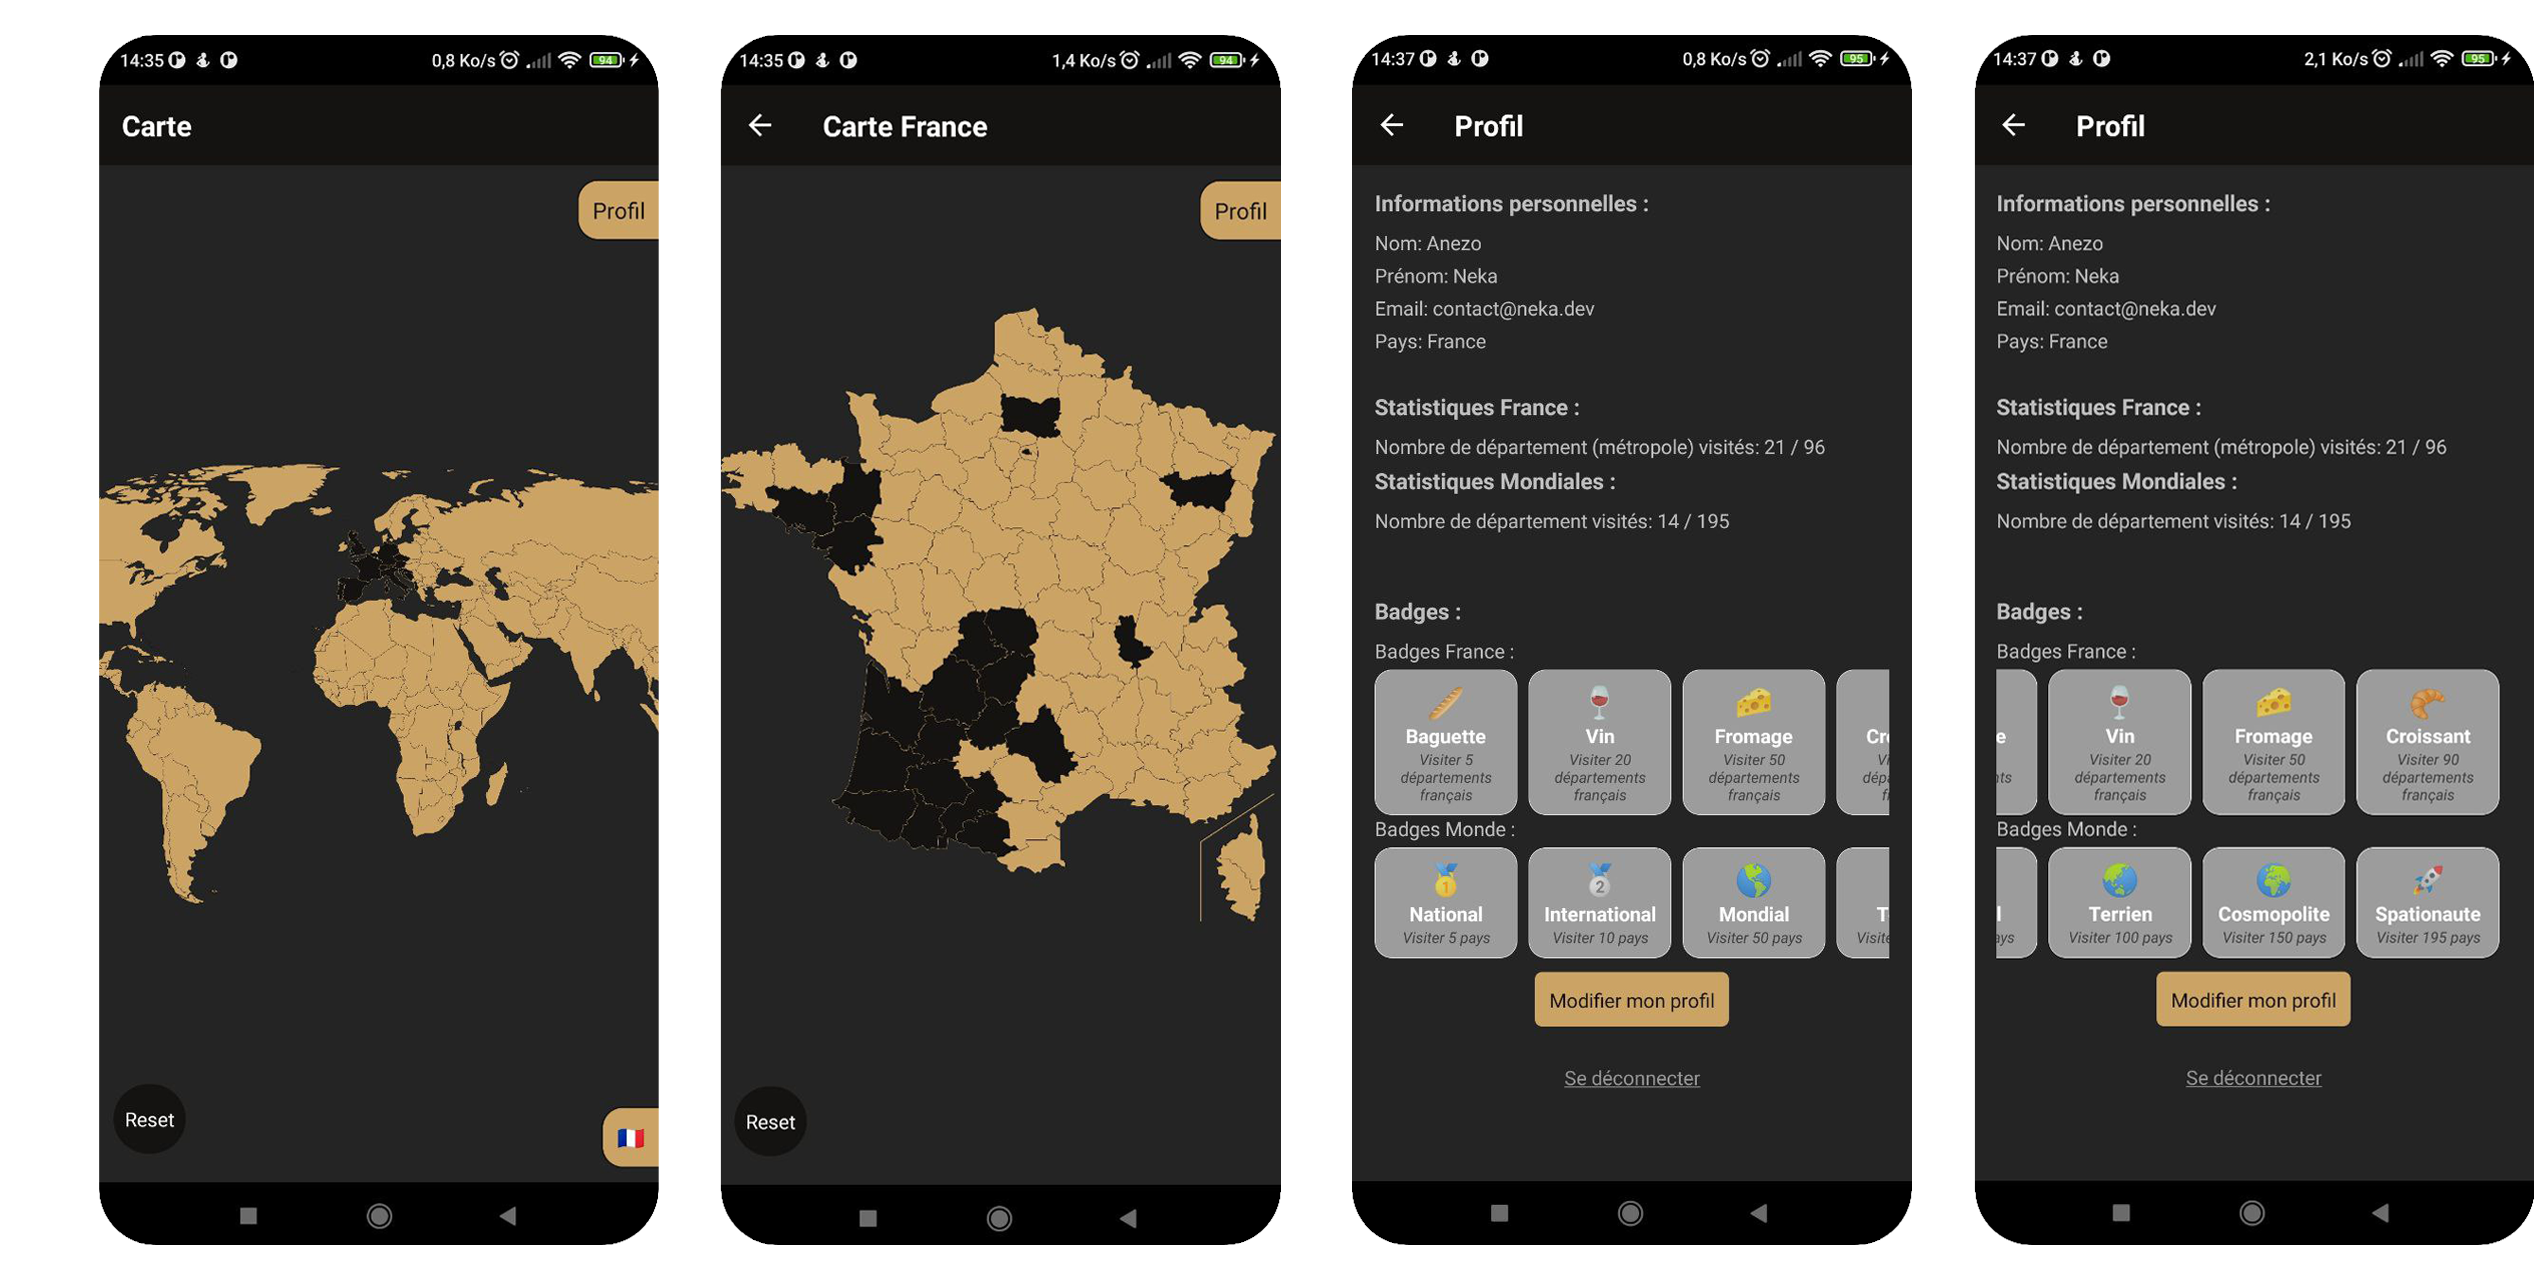 14:35
0,8 Ko/s
94
Carte
Profil
Reset
14:35
1,4 Ko/s
94
Carte France
Profil
Reset
14:37
0,8 Ko/s
95
Profil
Informations personnelles :
Nom: Anezo
Prénom: Neka
Email: contact@neka.dev
Pays: France
Statistiques France :
Nombre de département (métropole) visités: 21 / 96
Statistiques Mondiales :
Nombre de département visités: 14 / 195
Badges :
Badges France :
Baguette
Visiter 5
départements
français
Vin
Visiter 20
départements
français
Fromage
Visiter 50
départements
français
Cr
Vi
dép
f
Badges Monde :
1
National
Visiter 5 pays
2
International
Visiter 10 pays
Mondial
Visiter 50 pays
T
Visite
Modifier mon profil
Se déconnecter
14:37
2,1 Ko/s
95
Profil
Informations personnelles :
Nom: Anezo
Prénom: Neka
Email: contact@neka.dev
Pays: France
Statistiques France :
Nombre de département (métropole) visités: 21 / 96
Statistiques Mondiales :
Nombre de département visités: 14 / 195
Badges :
Badges France :
e
ts
Vin
Visiter 20
départements
français
Fromage
Visiter 50
départements
français
Croissant
Visiter 90
départements
français
Badges Monde :
l
ays
Terrien
Visiter 100 pays
Cosmopolite
Visiter 150 pays
Spationaute
Visiter 195 pays
Modifier mon profil
Se déconnecter